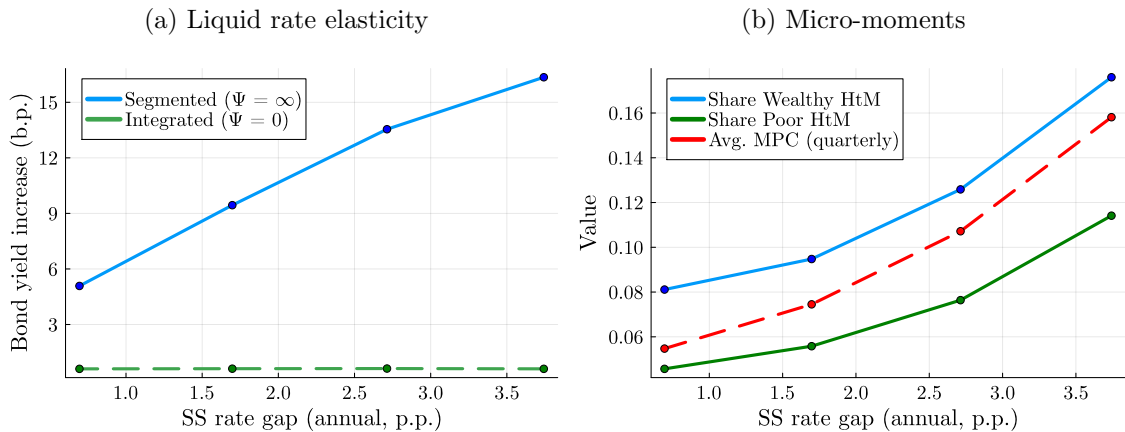 (a) Liquid rate elasticity
Bond yield increase (b.p.)
15
12
9
6
3
Segmented (Ψ = ∞)
Integrated (Ψ = 0)
1.0 1.5 2.0 2.5 3.0 3.5
SS rate gap (annual, p.p.)
(b) Micro-moments
Value
0.16
0.14
0.12
0.10
0.08
0.06
Share Wealthy HtM
Share Poor HtM
Avg. MPC (quarterly)
1.0 1.5 2.0 2.5 3.0 3.5
SS rate gap (annual, p.p.)